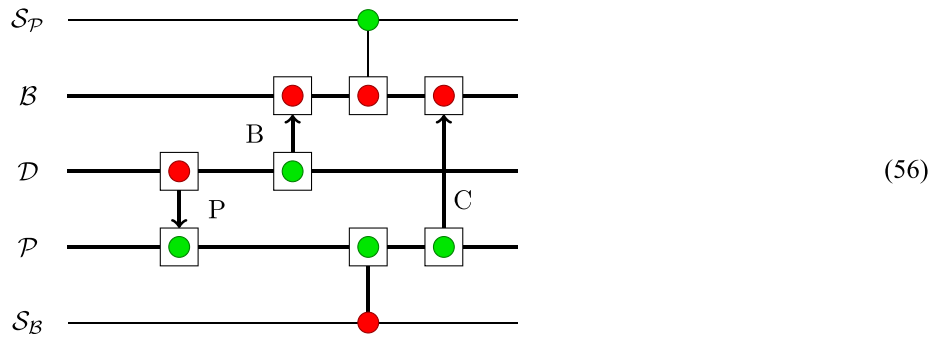 𝒮_𝒫
ℬ
B
𝒟
(56)
P
C
𝒫
𝒮_ℬ